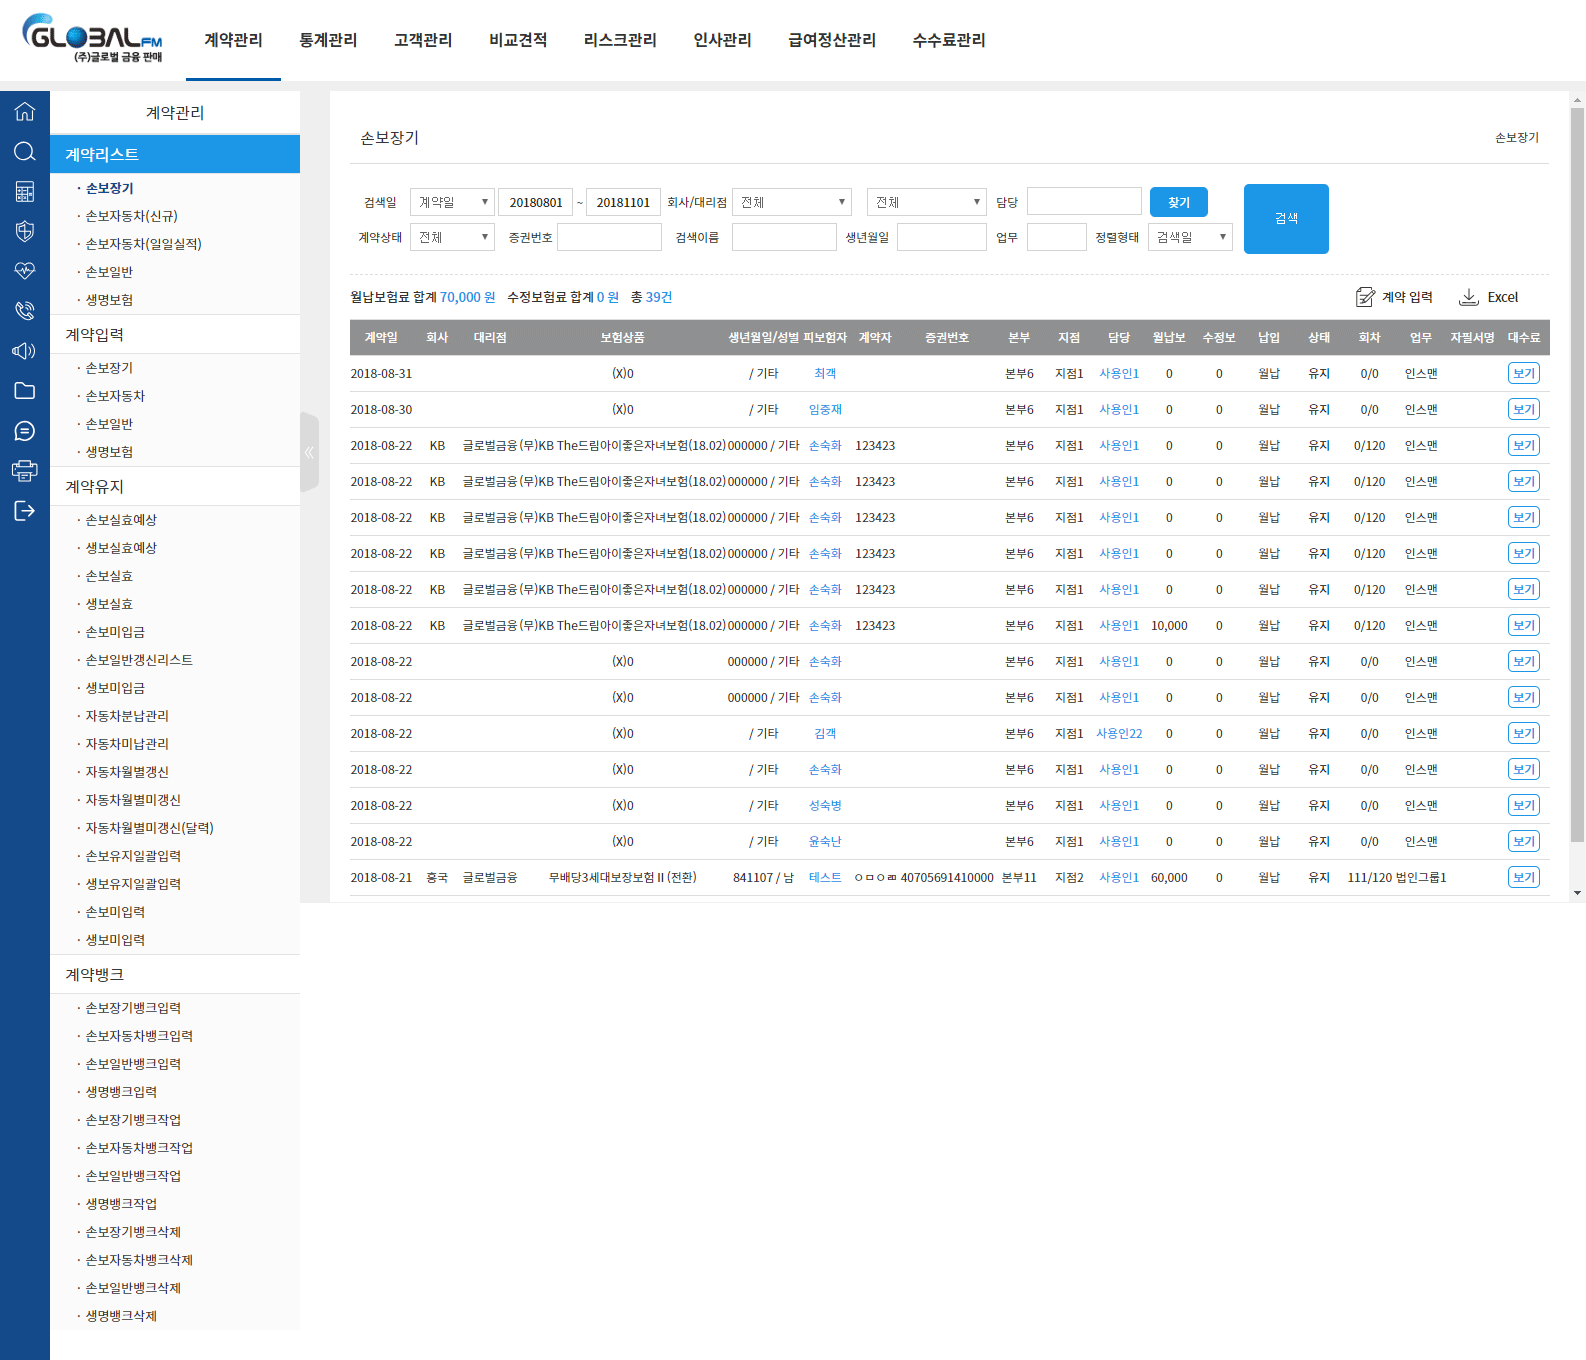 GLOBAL FM
(주)글로벌 금융 판매
계약관리 통계관리 고객관리 비교견적 리스크관리 인사관리 급여정산관리 수수료관리
계약관리
계약리스트
· 손보장기
· 손보자동차(신규)
· 손보자동차(일일실적)
· 손보일반
· 생명보험
계약입력
· 손보장기
· 손보자동차
· 손보일반
· 생명보험
계약유지
· 손보실효예상
· 생보실효예상
· 손보실효
· 생보실효
· 손보미입금
· 손보일반갱신리스트
· 생보미입금
· 자동차분납관리
· 자동차미납관리
· 자동차월별갱신
· 자동차월별미갱신
· 자동차월별미갱신(달력)
· 손보유지일괄입력
· 생보유지일괄입력
· 손보미입력
· 생보미입력
계약뱅크
· 손보장기뱅크입력
· 손보자동차뱅크입력
· 손보일반뱅크입력
· 생명뱅크입력
· 손보장기뱅크작업
· 손보자동차뱅크작업
· 손보일반뱅크작업
· 생명뱅크작업
· 손보장기뱅크삭제
· 손보자동차뱅크삭제
· 손보일반뱅크삭제
· 생명뱅크삭제
손보장기 손보장기
검색일 계약일 20180801 ~ 20181101 회사/대리점 전체 전체 담당 찾기 검색
계약상태 전체 증권번호 검색이름 생년월일 업무 정렬형태 검색일
월납보험료 합계 70,000 원 수정보험료 합계 0 원 총 39건 계약 입력 Excel
계약일 회사 대리점 보험상품 생년월일/성별 피보험자 계약자 증권번호 본부 지점 담당 월납보 수정보 납입 상태 회차 업무 자필서명 대수료
2018-08-31 (X)0 / 기타 최객 본부6 지점1 사용인1 0 0 월납 유지 0/0 인스맨 보기
2018-08-30 (X)0 / 기타 임중재 본부6 지점1 사용인1 0 0 월납 유지 0/0 인스맨 보기
2018-08-22 KB 글로벌금융 (무)KB The드림아이좋은자녀보험(18.02) 000000 / 기타 손숙화 123423 본부6 지점1 사용인1 0 0 월납 유지 0/120 인스맨 보기
2018-08-22 KB 글로벌금융 (무)KB The드림아이좋은자녀보험(18.02) 000000 / 기타 손숙화 123423 본부6 지점1 사용인1 0 0 월납 유지 0/120 인스맨 보기
2018-08-22 KB 글로벌금융 (무)KB The드림아이좋은자녀보험(18.02) 000000 / 기타 손숙화 123423 본부6 지점1 사용인1 0 0 월납 유지 0/120 인스맨 보기
2018-08-22 KB 글로벌금융 (무)KB The드림아이좋은자녀보험(18.02) 000000 / 기타 손숙화 123423 본부6 지점1 사용인1 0 0 월납 유지 0/120 인스맨 보기
2018-08-22 KB 글로벌금융 (무)KB The드림아이좋은자녀보험(18.02) 000000 / 기타 손숙화 123423 본부6 지점1 사용인1 0 0 월납 유지 0/120 인스맨 보기
2018-08-22 KB 글로벌금융 (무)KB The드림아이좋은자녀보험(18.02) 000000 / 기타 손숙화 123423 본부6 지점1 사용인1 10,000 0 월납 유지 0/120 인스맨 보기
2018-08-22 (X)0 000000 / 기타 손숙화 본부6 지점1 사용인1 0 0 월납 유지 0/0 인스맨 보기
2018-08-22 (X)0 000000 / 기타 손숙화 본부6 지점1 사용인1 0 0 월납 유지 0/0 인스맨 보기
2018-08-22 (X)0 / 기타 김객 본부6 지점1 사용인22 0 0 월납 유지 0/0 인스맨 보기
2018-08-22 (X)0 / 기타 손숙화 본부6 지점1 사용인1 0 0 월납 유지 0/0 인스맨 보기
2018-08-22 (X)0 / 기타 성숙병 본부6 지점1 사용인1 0 0 월납 유지 0/0 인스맨 보기
2018-08-22 (X)0 / 기타 윤숙난 본부6 지점1 사용인1 0 0 월납 유지 0/0 인스맨 보기
2018-08-21 흥국 글로벌금융 무배당3세대보장보험Ⅱ(전환) 841107 / 남 테스트 40705691410000 본부11 지점2 사용인1 60,000 0 월납 유지 111/120 법인그룹1 보기